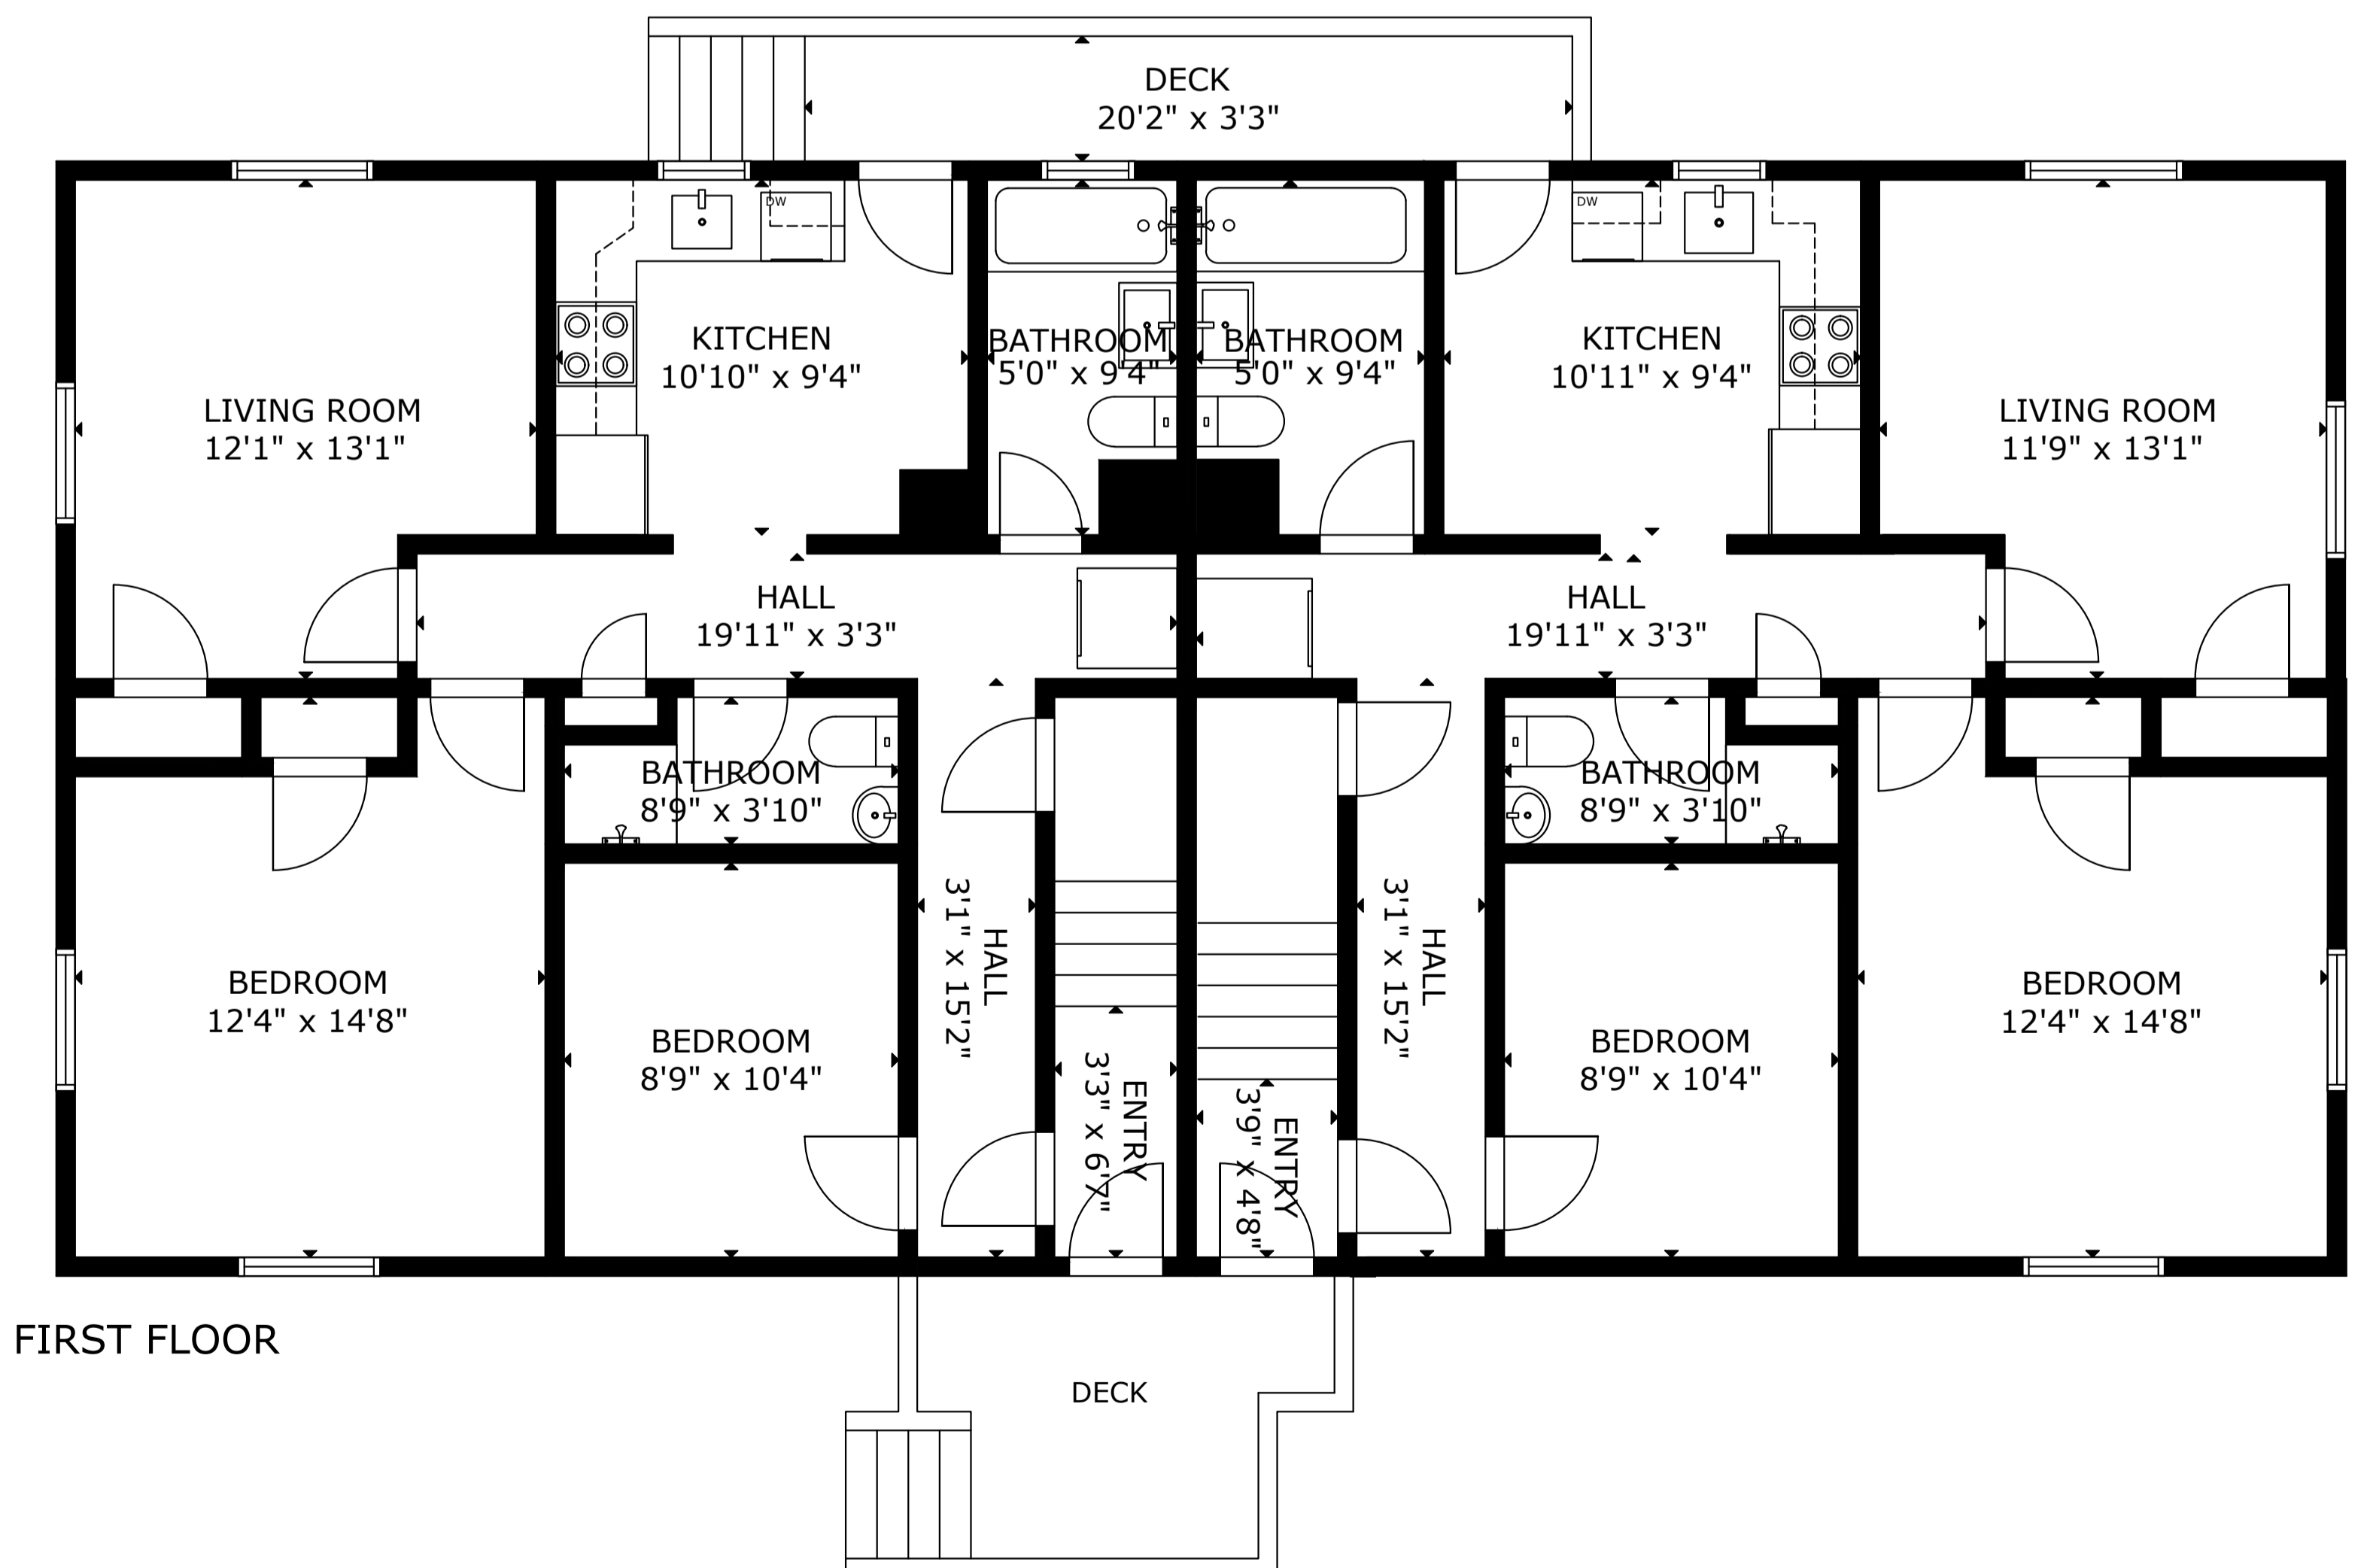 DECK
20'2" x 3'3"
DW
DW
KITCHEN
10'10" x 9'4"
BATHROOM
5'0" x 9'4"
BATHROOM
5'0" x 9'4"
KITCHEN
10'11" x 9'4"
LIVING ROOM
12'1" x 13'1"
LIVING ROOM
11'9" x 13'1"
HALL
19'11" x 3'3"
HALL
19'11" x 3'3"
BATHROOM
8'9" x 3'10"
BATHROOM
8'9" x 3'10"
BEDROOM
12'4" x 14'8"
BEDROOM
8'9" x 10'4"
HALL
3'1" x 15'2"
ENTRY
3'3" x 6'7"
ENTRY
3'9" x 4'8"
HALL
3'1" x 15'2"
BEDROOM
8'9" x 10'4"
BEDROOM
12'4" x 14'8"
FIRST FLOOR
DECK